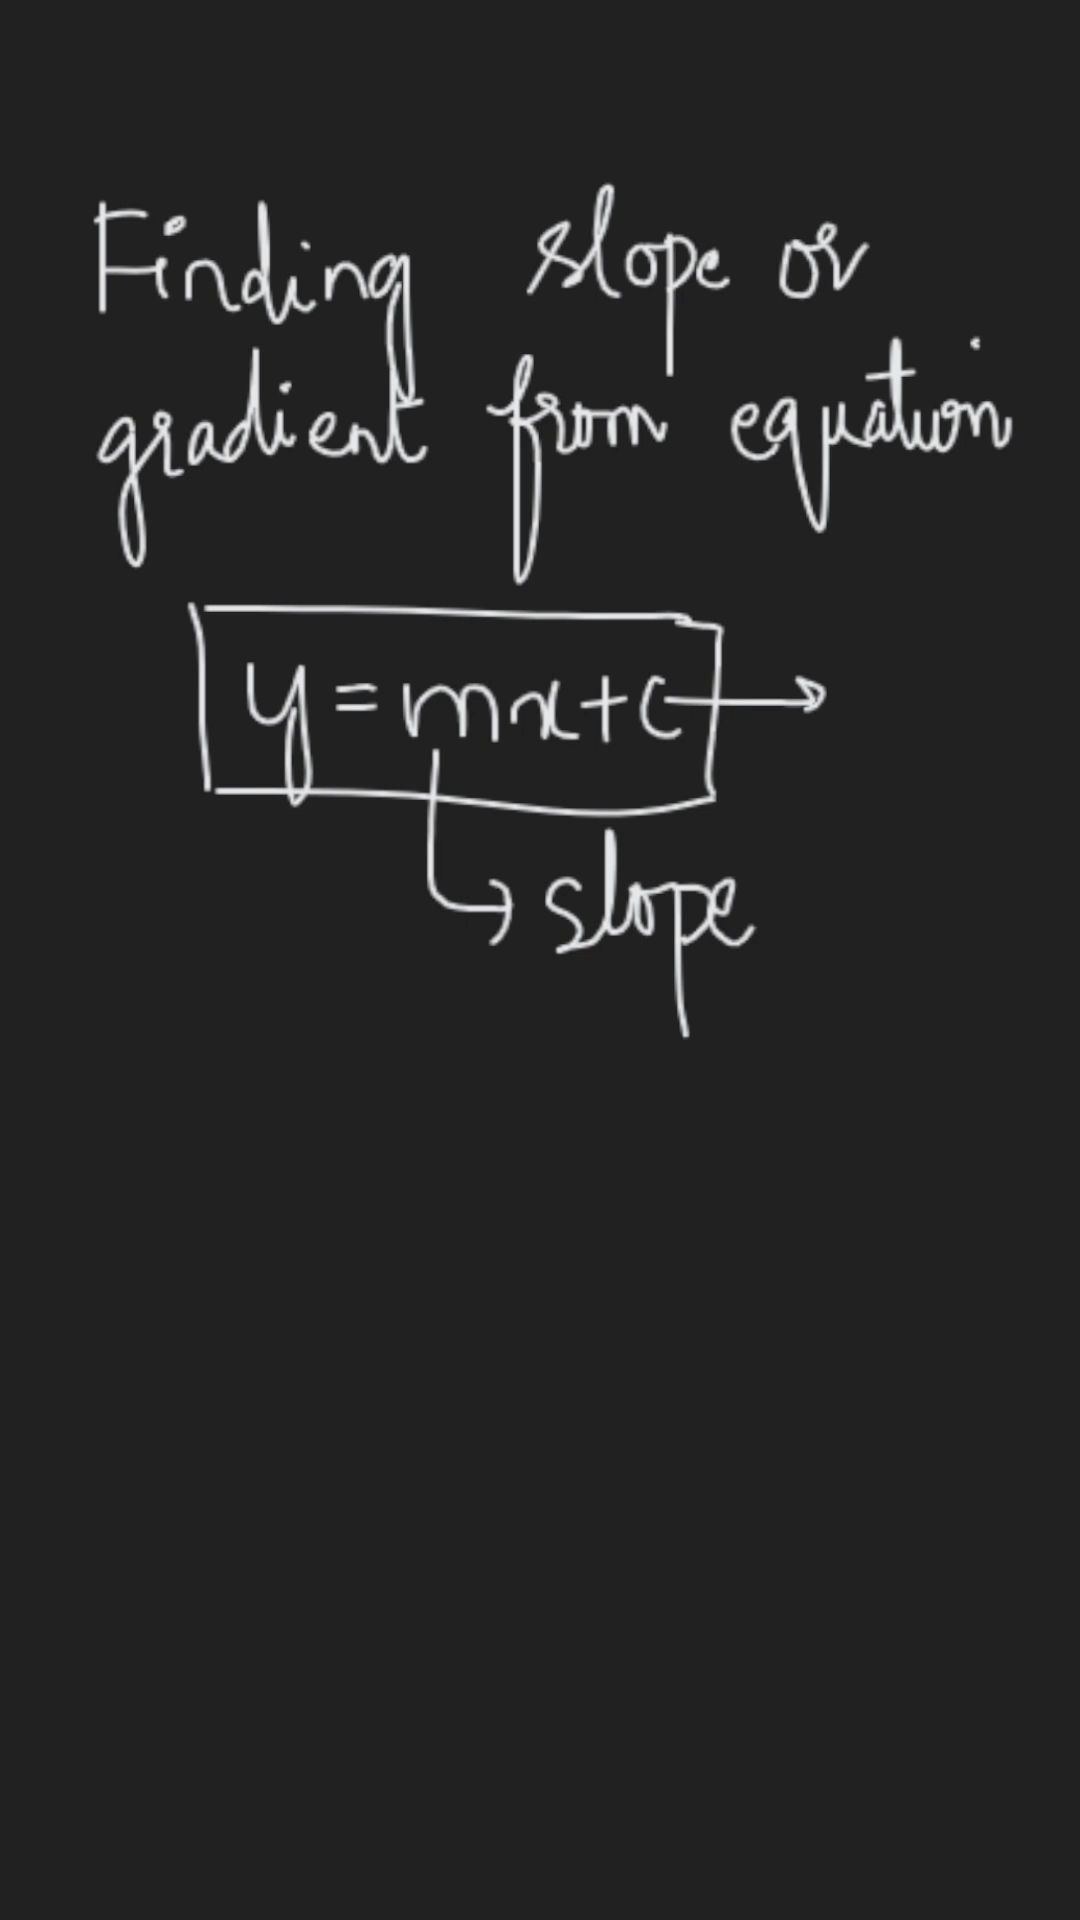 Finding slope or
gradient from equation
y = mx + c →
slope